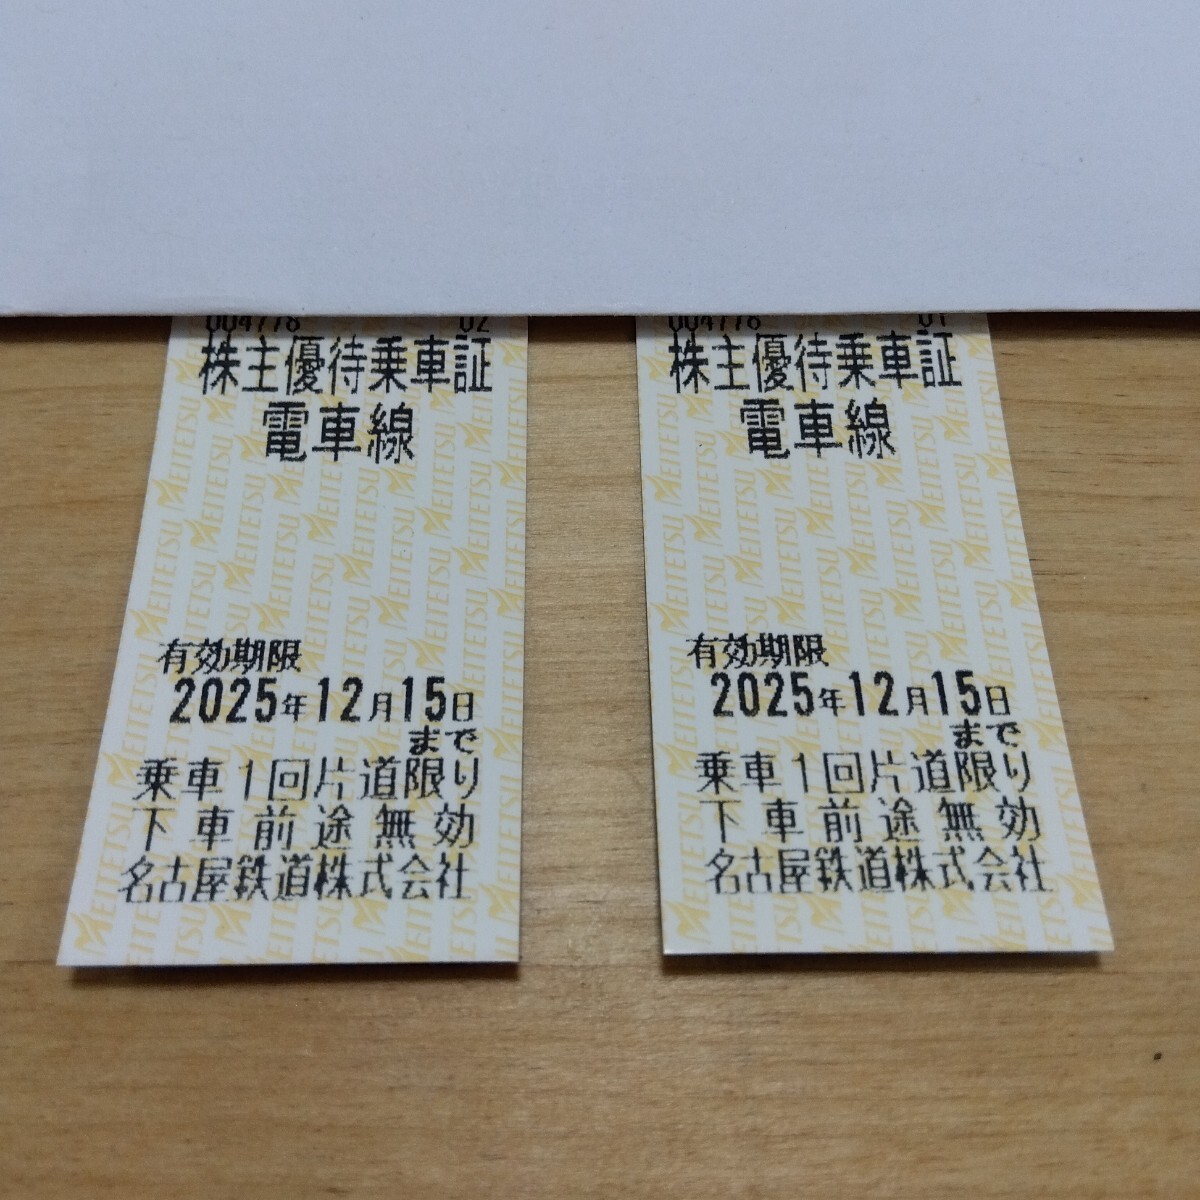 004778 02
株主優待乗車証
電車線
有効期限
2025年12月15日
まで
乗車1回片道限り
下車前途無効
名古屋鉄道株式会社
004778 01
株主優待乗車証
電車線
有効期限
2025年12月15日
まで
乗車1回片道限り
下車前途無効
名古屋鉄道株式会社
MEITETSU